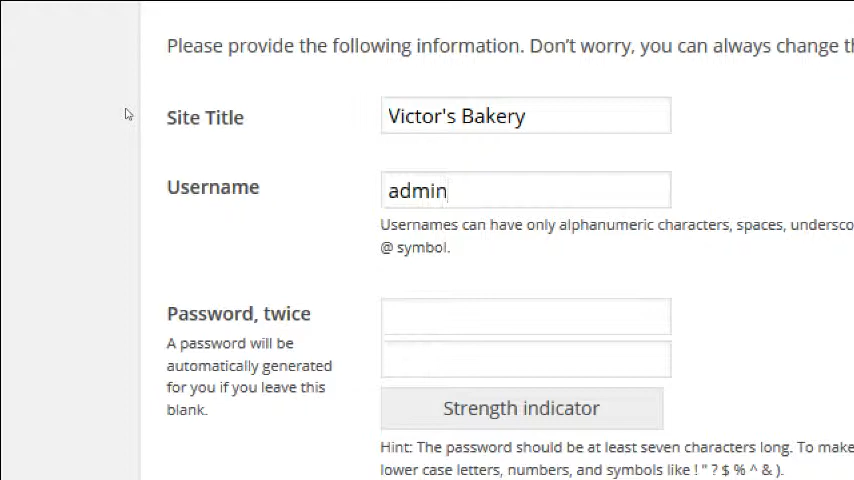 Please provide the following information. Don't worry, you can always change
Site Title
Victor's Bakery
Username
admin
Usernames can have only alphanumeric characters, spaces,
@ symbol.
Password, twice
A password will be
automatically generated
for you if you leave this
blank.
Strength indicator
Hint: The password should be at least seven characters long. To make
lower case letters, numbers, and symbols like ! " ? $ % ^ & ).